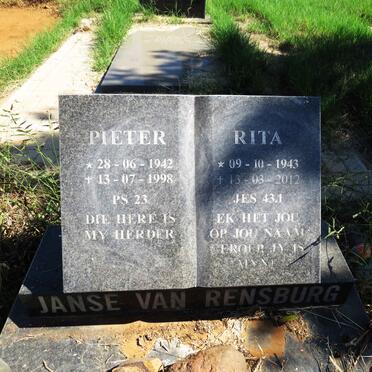 PIETER
* 28-06-1942
† 13-07-1998
PS 23
DIE HERE IS
MY HERDER
RITA
* 09-10-1943
† 13-03-2012
JES 43:1
EK HET JOU
OP JOU NAAM
GEROEP, JY IS
MYNE
JANSE VAN RENSBURG